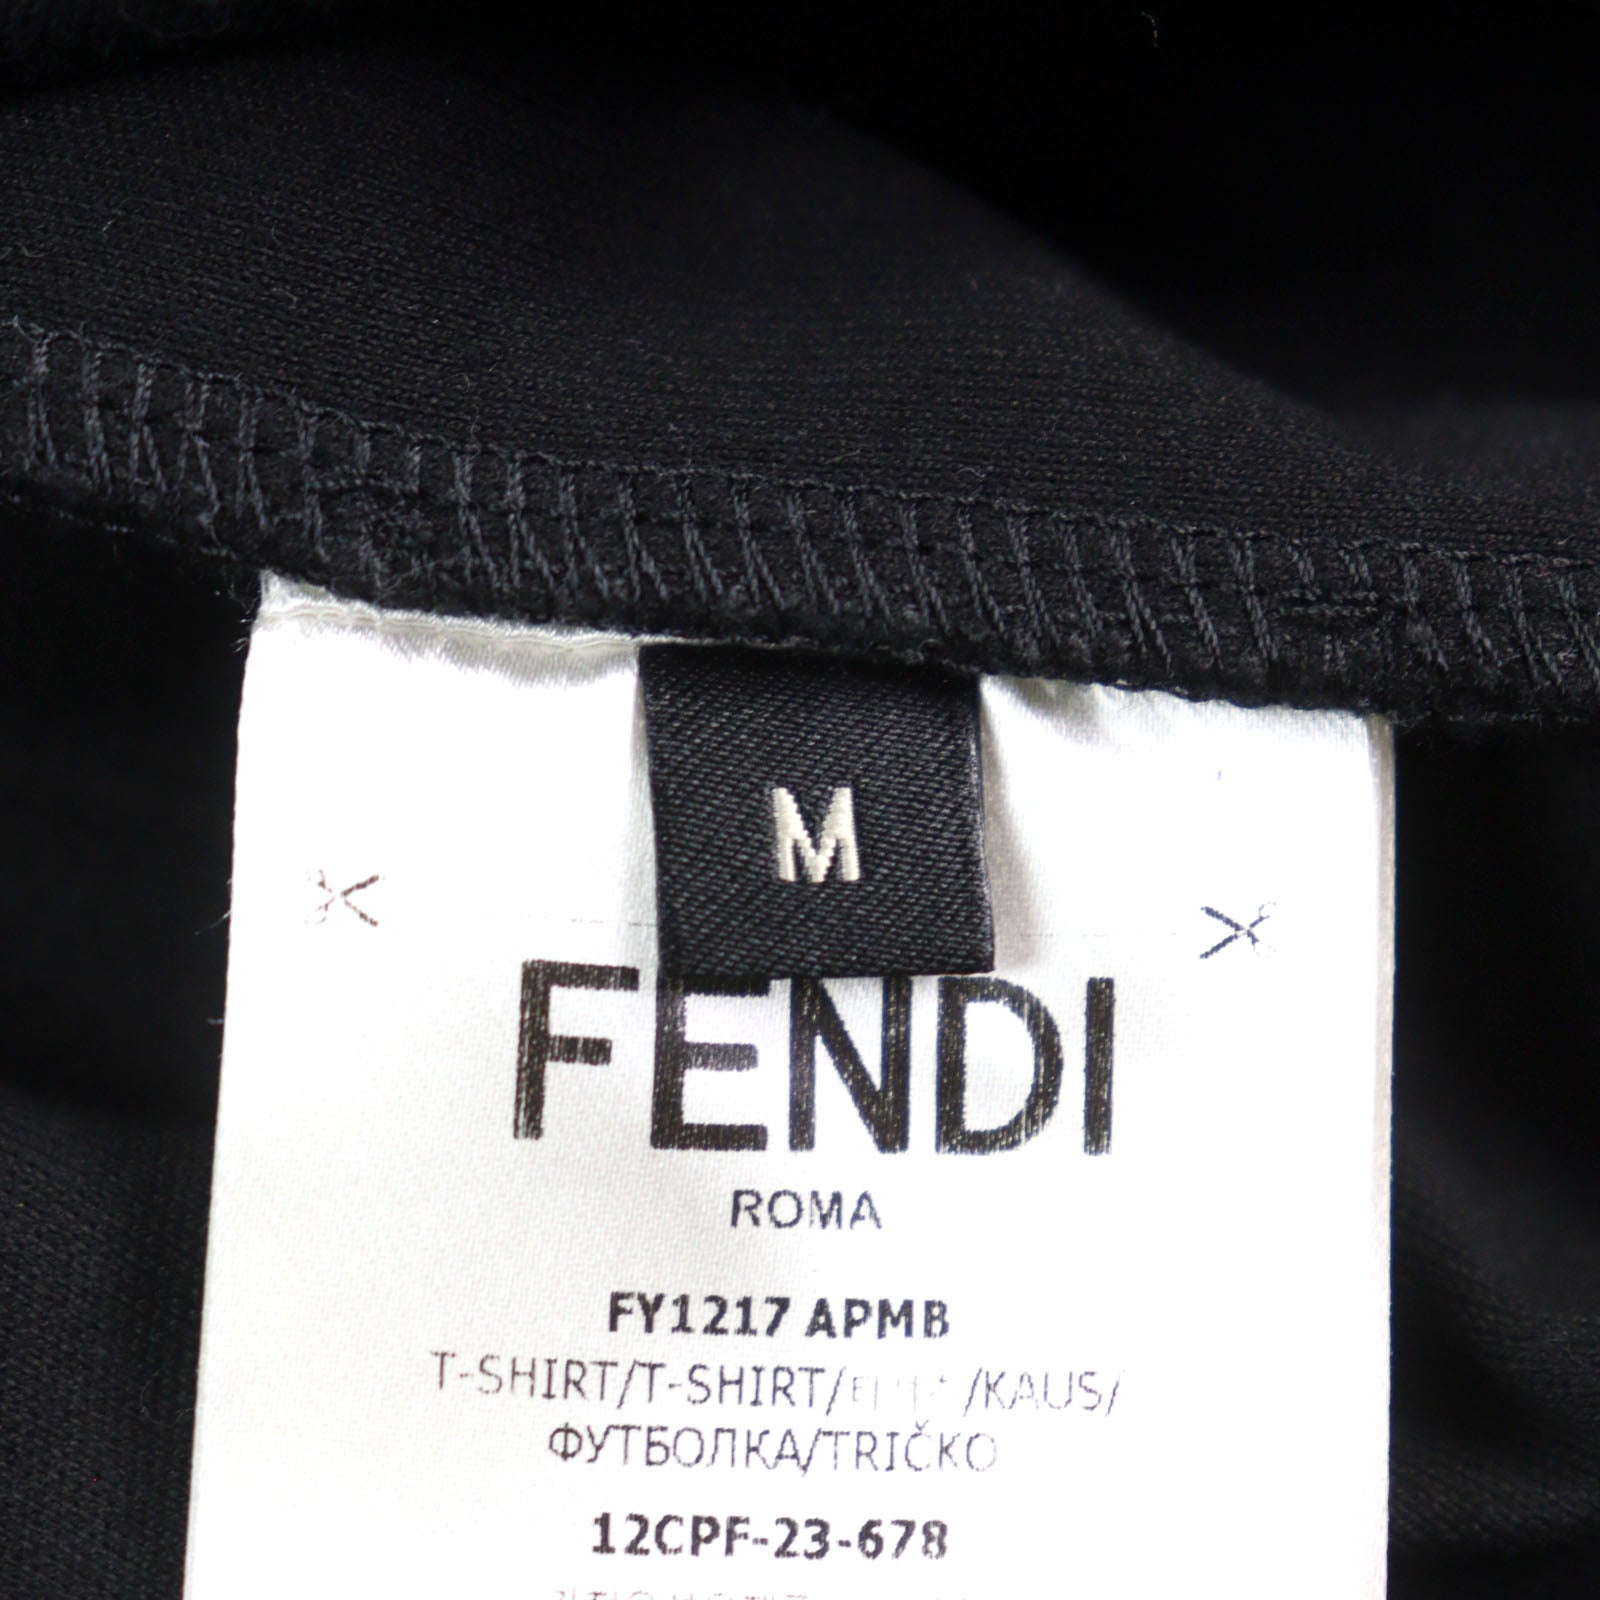 M
FENDI
ROMA
FY1217 APMB
T-SHIRT/T-SHIRT/ /KAUS/
ФУТБОЛКА/TRIČKO
12CPF-23-678